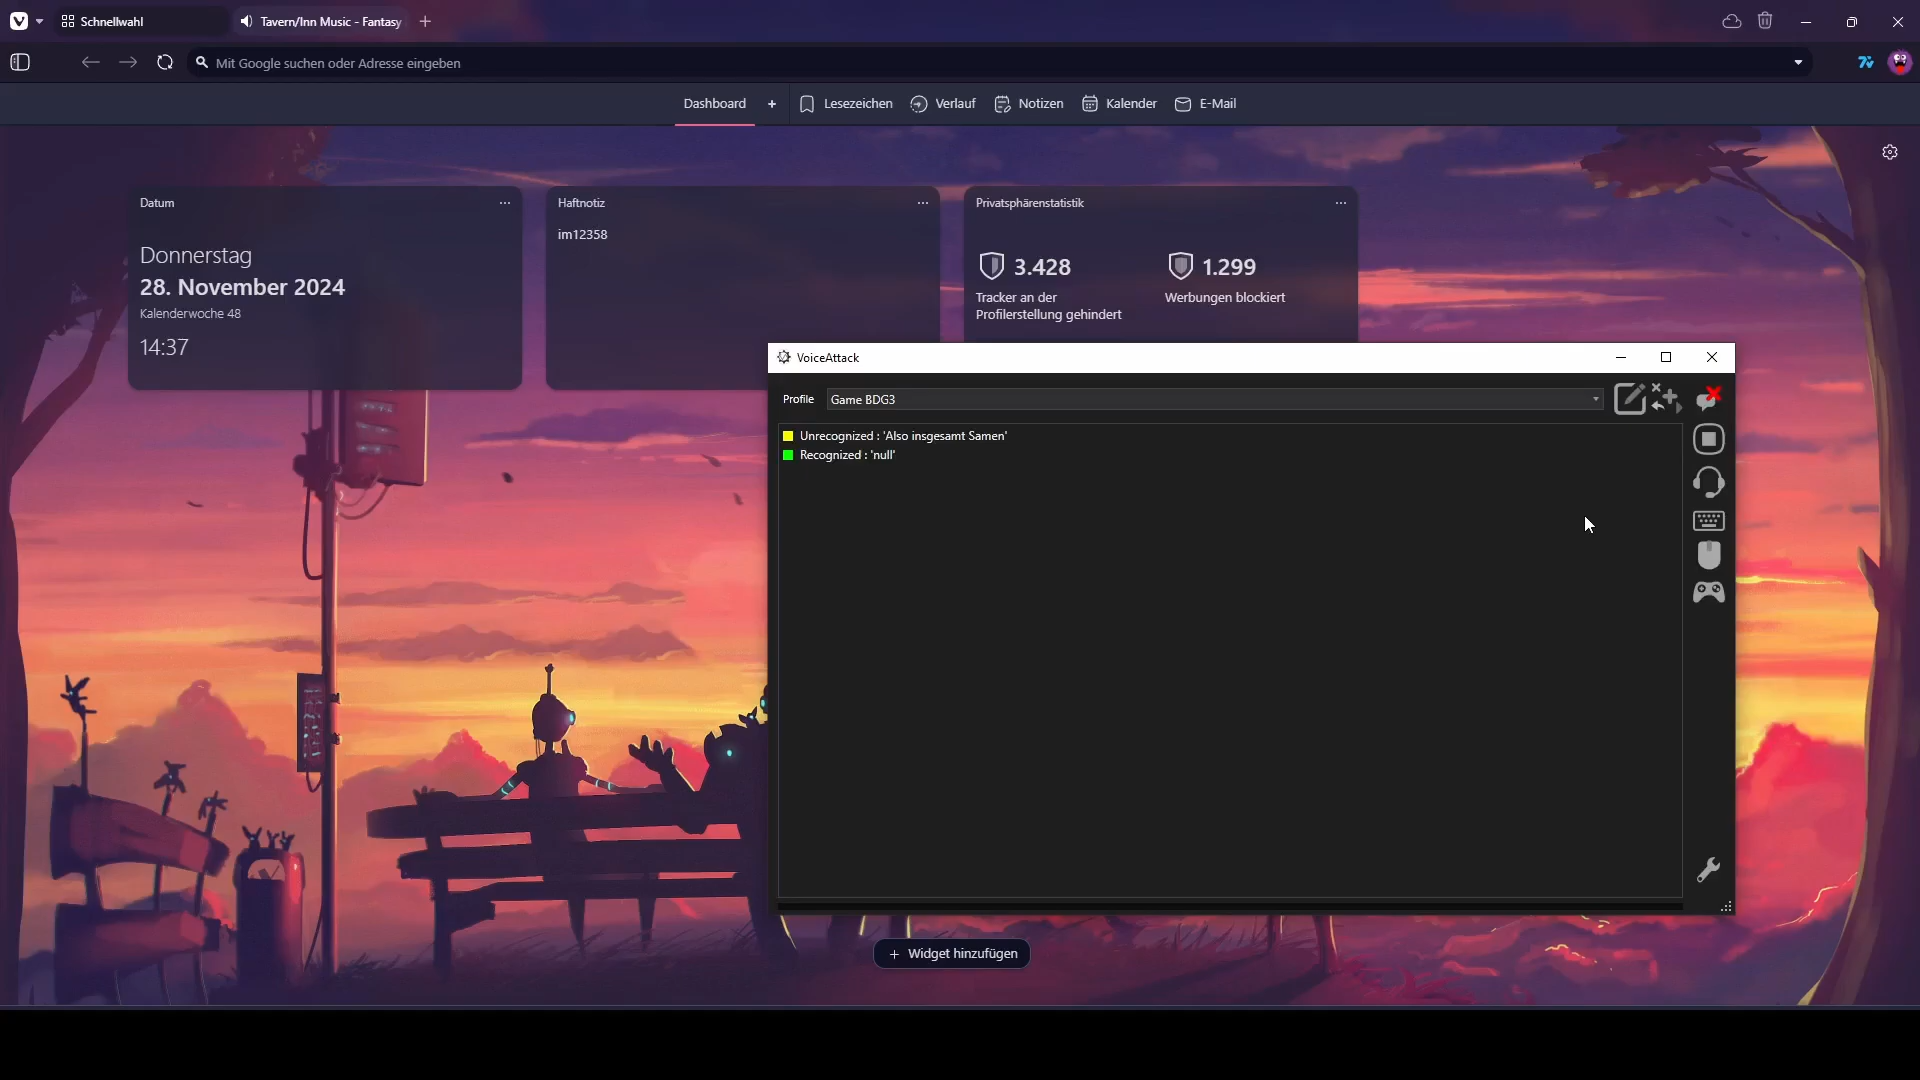 Schnellwahl
Tavern/Inn Music - Fantasy
Mit Google suchen oder Adresse eingeben
Dashboard
Lesezeichen
Verlauf
Notizen
Kalender
E-Mail
Datum
Donnerstag
28. November 2024
Kalenderwoche 48
14:37
Haftnotiz
im12358
Privatsphärenstatistik
3.428
Tracker an der
Profilerstellung gehindert
1.299
Werbungen blockiert
VoiceAttack
Profile
Game BDG3
Unrecognized : 'Also insgesamt Samen'
Recognized : 'null'
+ Widget hinzufügen